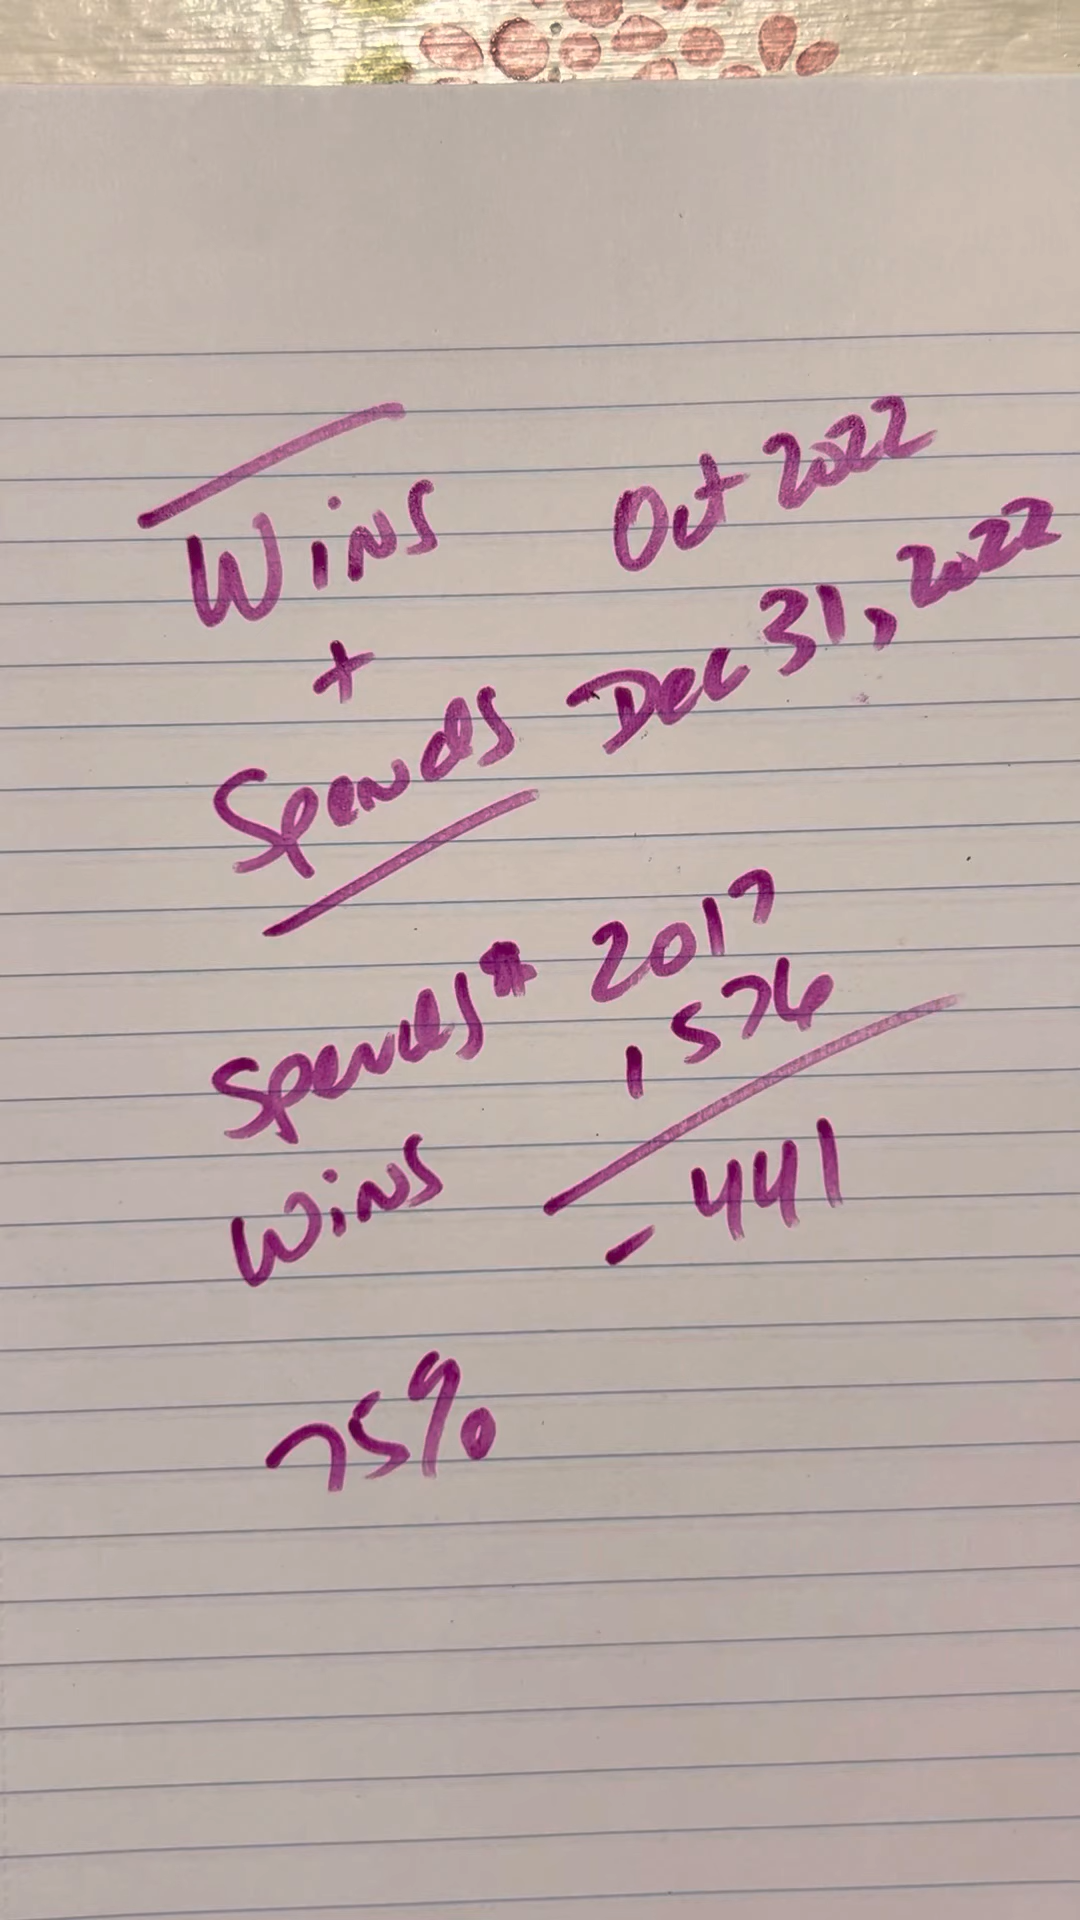 Wins Oct 2022
+
Spends Dec 31, 2022
Spends 2017
Wins 1576
- 441
75%